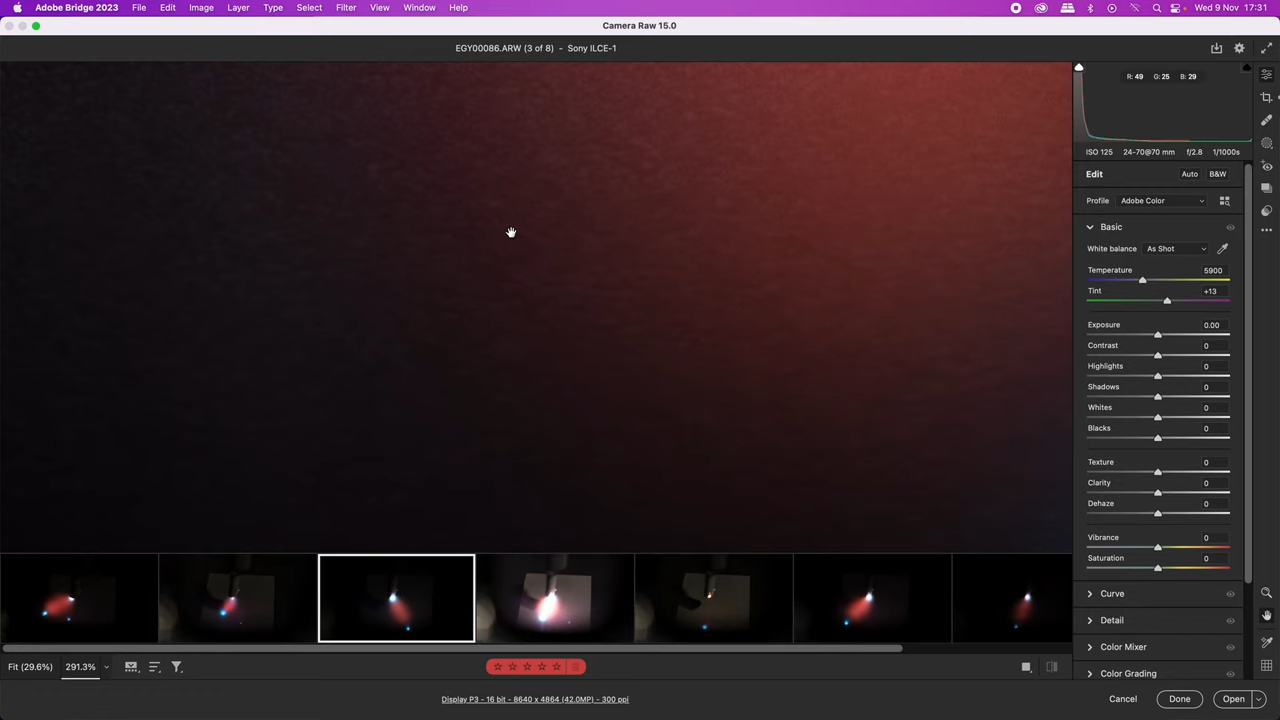 Adobe Bridge 2023 File Edit Image Layer Type Select Filter View Window Help Wed 9 Nov 17:31
Camera Raw 15.0
EGY00086.ARW (3 of 8) - Sony ILCE-1
R: 49 G: 25 B: 29
ISO 125 24-70@70 mm f/2.8 1/1000s
Edit Auto B&W
Profile Adobe Color
Basic
White balance As Shot
Temperature 5900
Tint +13
Exposure 0.00
Contrast 0
Highlights 0
Shadows 0
Whites 0
Blacks 0
Texture 0
Clarity 0
Dehaze 0
Vibrance 0
Saturation 0
Curve
Detail
Color Mixer
Color Grading
Fit (29.6%) 291.3%
Display P3 - 16 bit - 8640 x 4864 (42.0MP) - 300 ppi
Cancel Done Open